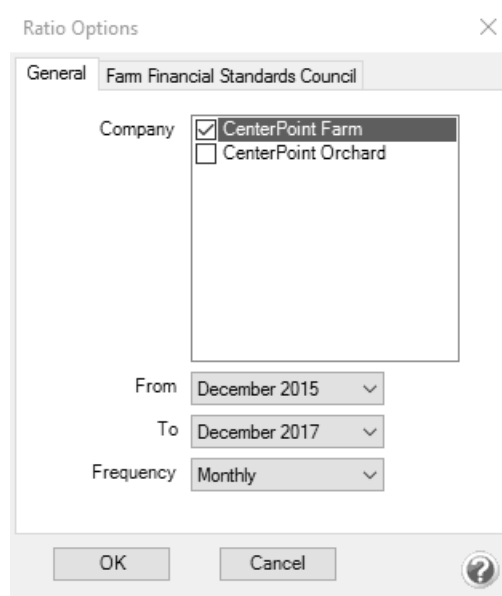 Ratio Options
General Farm Financial Standards Council
Company
CenterPoint Farm
CenterPoint Orchard
From December 2015
To December 2017
Frequency Monthly
OK Cancel
?